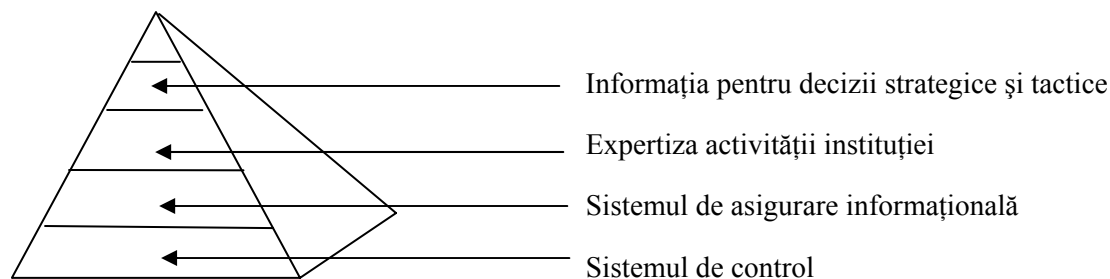 Informația pentru decizii strategice şi tactice
Expertiza activității instituției
Sistemul de asigurare informațională
Sistemul de control